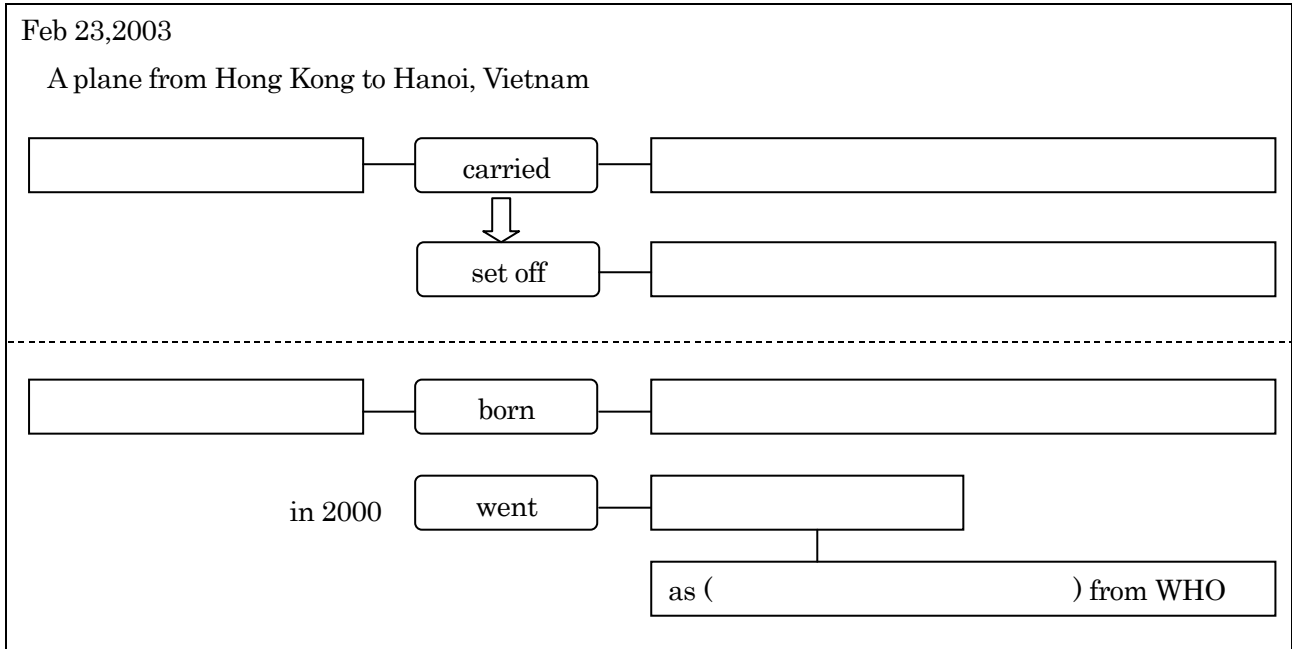 Feb 23,2003
A plane from Hong Kong to Hanoi, Vietnam
carried
set off
born
in 2000 went
as ( ) from WHO